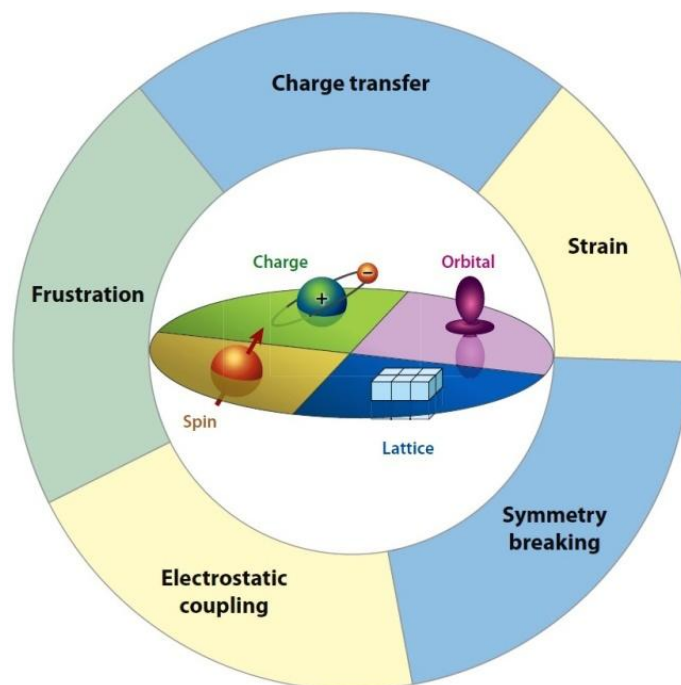 Charge transfer
Strain
Charge
Orbital
−
+
Frustration
Spin
Lattice
Symmetry
breaking
Electrostatic
coupling